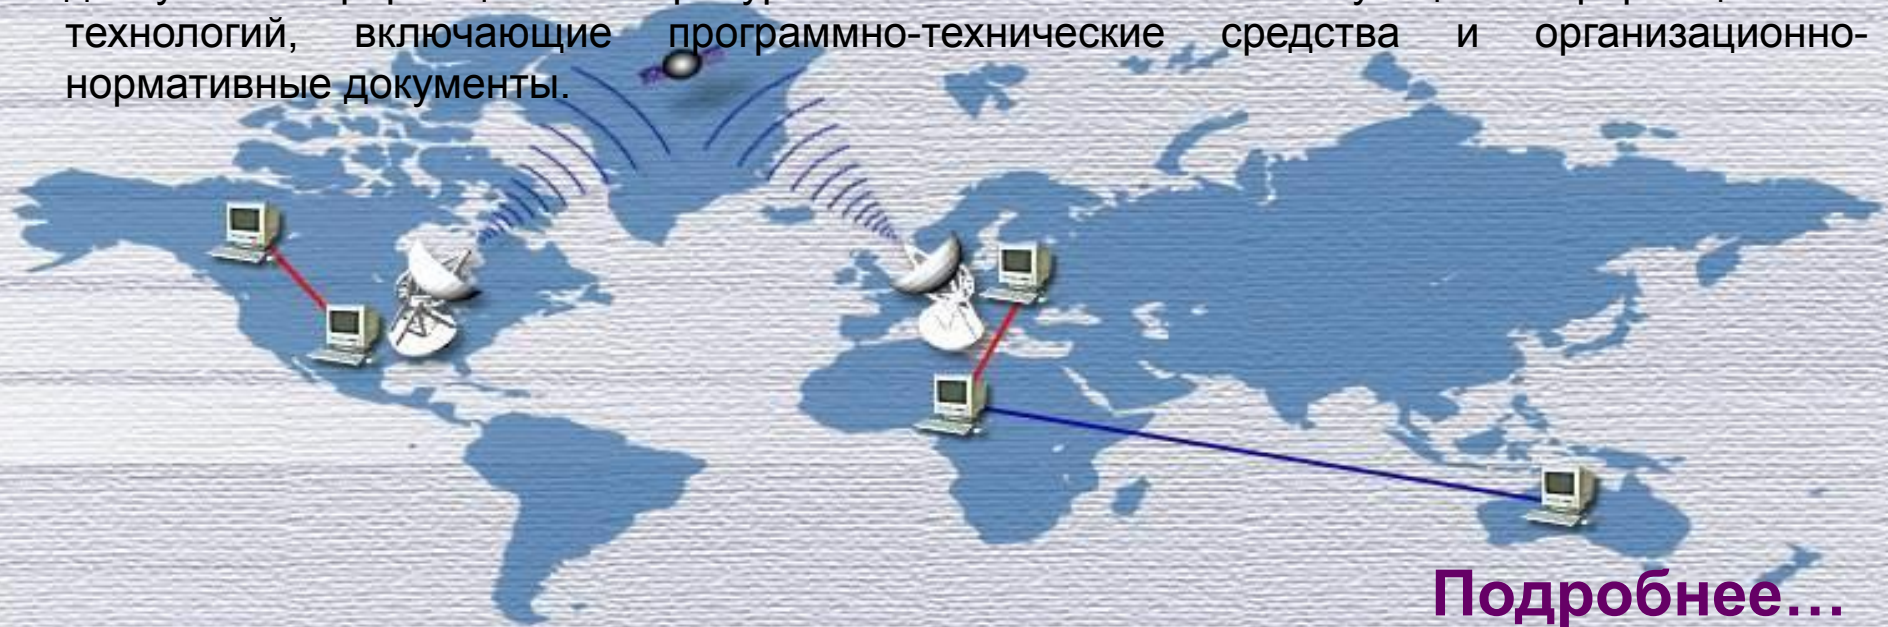 технологий, включающие программно-технические средства и организационно-
нормативные документы.
Подробнее...